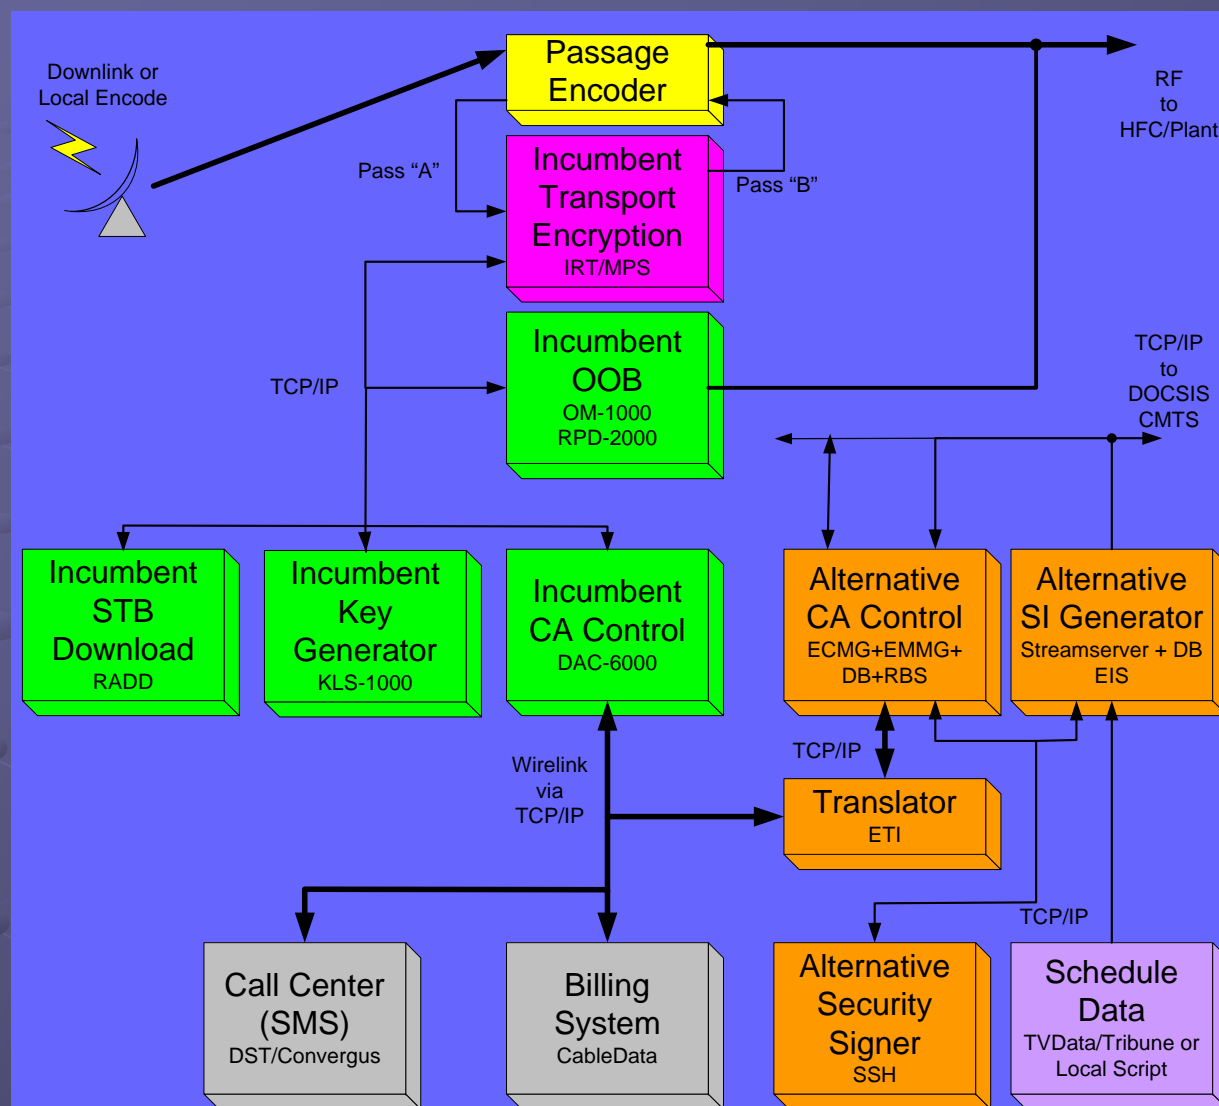 Downlink or
Local Encode
Passage
Encoder
RF
to
HFC/Plant
Pass “A”
Incumbent
Transport
Encryption
IRT/MPS
Pass “B”
TCP/IP
Incumbent
OOB
OM-1000
RPD-2000
TCP/IP
to
DOCSIS
CMTS
Incumbent
STB
Download
RADD
Incumbent
Key
Generator
KLS-1000
Incumbent
CA Control
DAC-6000
Alternative
CA Control
ECMG+EMMG+
DB+RBS
Alternative
SI Generator
Streamserver + DB
EIS
Wirelink
via
TCP/IP
TCP/IP
Translator
ETI
TCP/IP
Call Center
(SMS)
DST/Convergus
Billing
System
CableData
Alternative
Security
Signer
SSH
Schedule
Data
TVData/Tribune or
Local Script